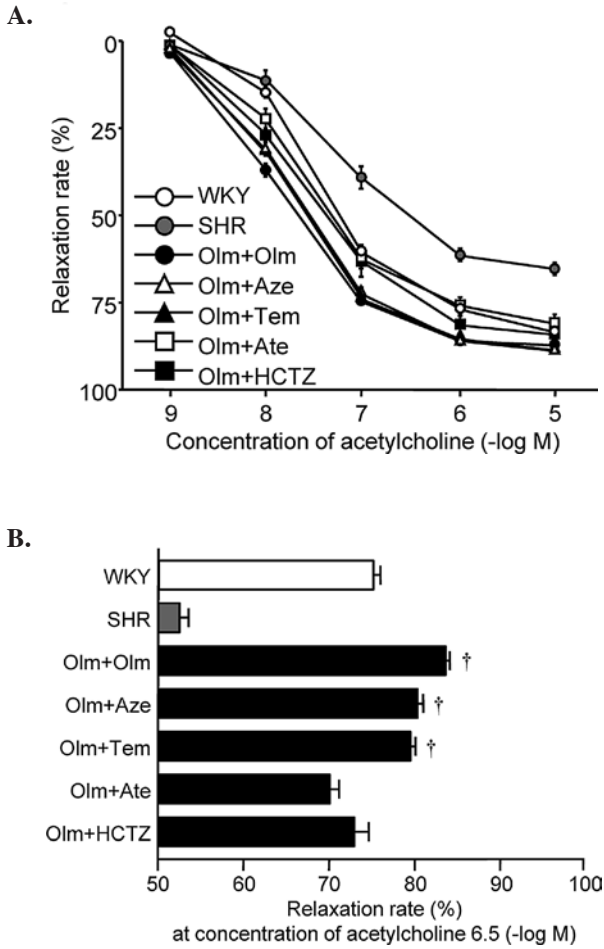 A.
0
25
50
75
100
Relaxation rate (%)
WKY
SHR
Olm+Olm
Olm+Aze
Olm+Tem
Olm+Ate
Olm+HCTZ
9 8 7 6 5
Concentration of acetylcholine (-log M)
B.
WKY
SHR
Olm+Olm †
Olm+Aze †
Olm+Tem †
Olm+Ate
Olm+HCTZ
50 60 70 80 90 100
Relaxation rate (%)
at concentration of acetylcholine 6.5 (-log M)